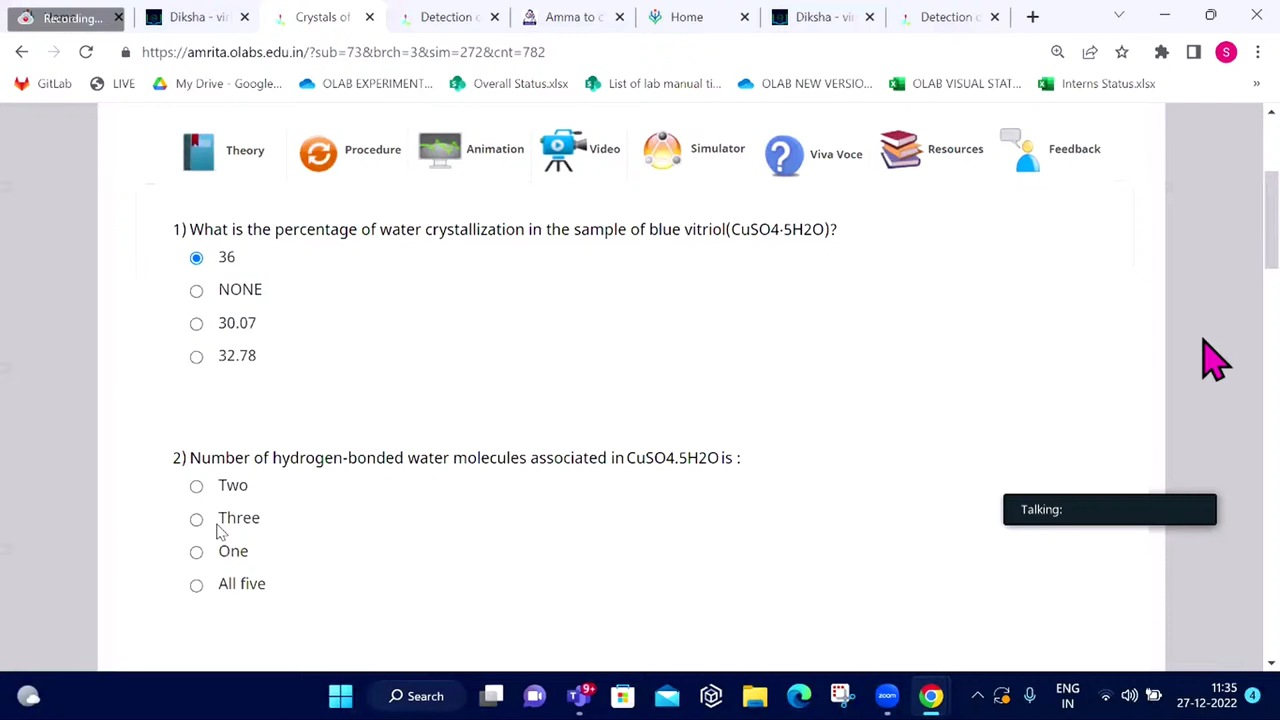 Recording...
Diksha - vir
Crystals of
Detection o
Amma to c
Home
Diksha - vir
Detection o
https://amrita.olabs.edu.in/?sub=73&brch=3&sim=272&cnt=782
S
GitLab
LIVE
My Drive - Google...
OLAB EXPERIMENT...
Overall Status.xlsx
List of lab manual ti...
OLAB NEW VERSIO...
OLAB VISUAL STAT...
Interns Status.xlsx
»
Theory
Procedure
Animation
Video
Simulator
Viva Voce
Resources
Feedback
1) What is the percentage of water crystallization in the sample of blue vitriol(CuSO4·5H2O)?
36
NONE
30.07
32.78
2) Number of hydrogen-bonded water molecules associated in CuSO4.5H2O is :
Two
Three
One
All five
Talking:
Search
9+
zoom
ENG
IN
11:35
27-12-2022
4